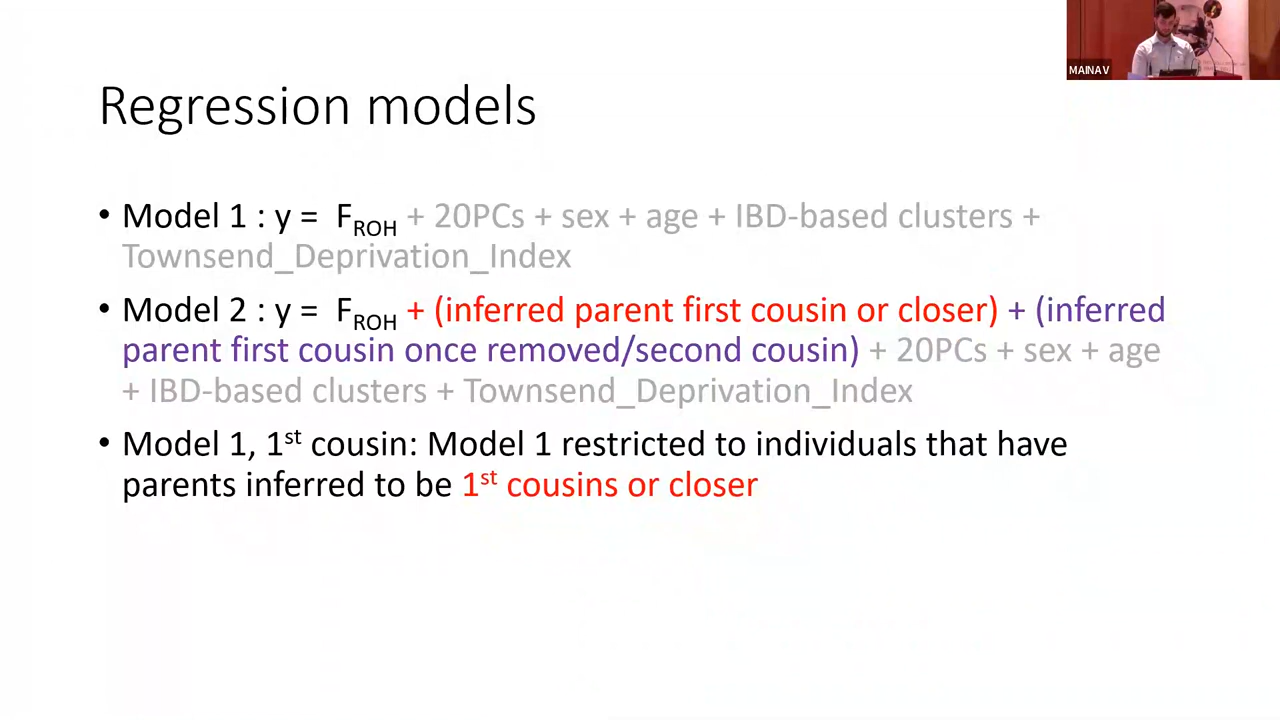 MAINAV
Regression models
• Model 1 : y = F_ROH + 20PCs + sex + age + IBD-based clusters +
Townsend_Deprivation_Index
• Model 2 : y = F_ROH + (inferred parent first cousin or closer) + (inferred
parent first cousin once removed/second cousin) + 20PCs + sex + age
+ IBD-based clusters + Townsend_Deprivation_Index
• Model 1, 1st cousin: Model 1 restricted to individuals that have
parents inferred to be 1st cousins or closer